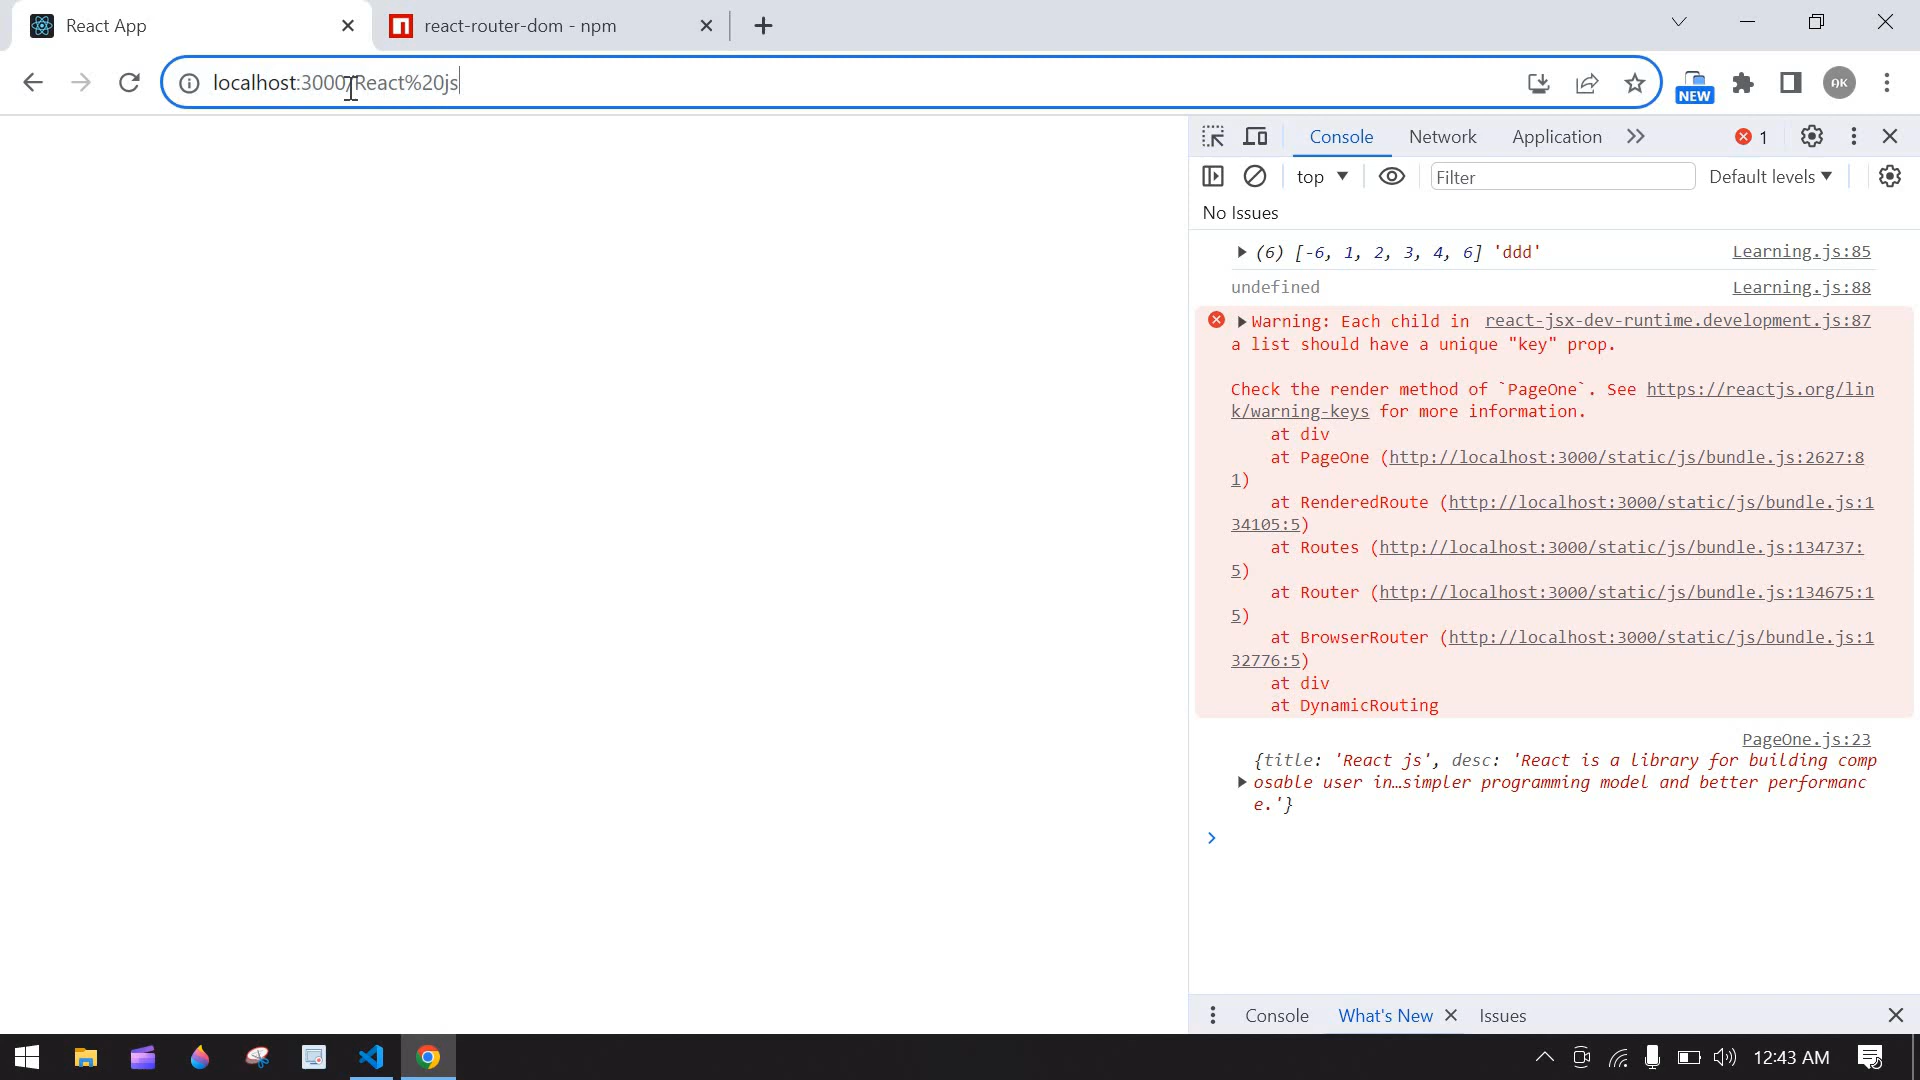 React App
react-router-dom - npm
localhost:3000/React%20js
NEW
AK
Console Network Application 1
top Filter Default levels
No Issues
(6) [-6, 1, 2, 3, 4, 6] 'ddd' Learning.js:85
undefined Learning.js:88
Warning: Each child in react-jsx-dev-runtime.development.js:87
a list should have a unique "key" prop.
Check the render method of `PageOne`. See https://reactjs.org/lin
k/warning-keys for more information.
at div
at PageOne (http://localhost:3000/static/js/bundle.js:2627:8
1)
at RenderedRoute (http://localhost:3000/static/js/bundle.js:1
34105:5)
at Routes (http://localhost:3000/static/js/bundle.js:134737:
5)
at Router (http://localhost:3000/static/js/bundle.js:134675:1
5)
at BrowserRouter (http://localhost:3000/static/js/bundle.js:1
32776:5)
at div
at DynamicRouting
PageOne.js:23
{title: 'React js', desc: 'React is a library for building comp
osable user in…simpler programming model and better performanc
e.'}
Console What's New Issues
12:43 AM